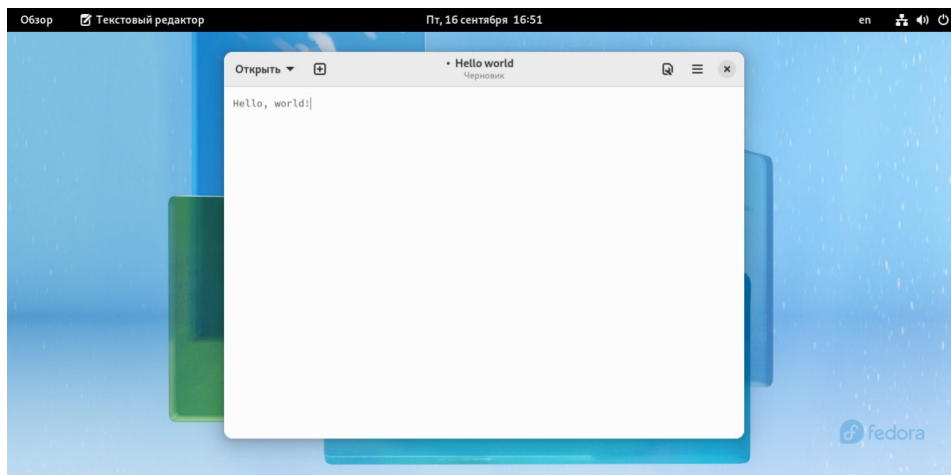 Обзор Текстовый редактор Пт, 16 сентября 16:51 en
Открыть • Hello world
Черновик
Hello, world!
fedora